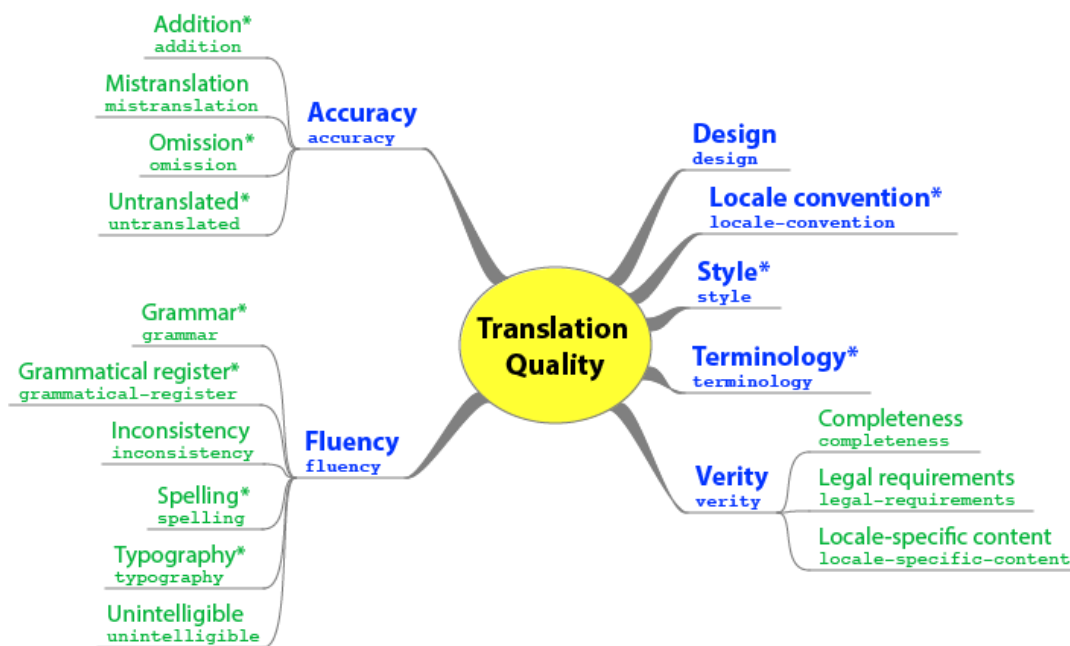 Addition*
addition
Mistranslation
mistranslation
Omission*
omission
Untranslated*
untranslated
Accuracy
accuracy
Grammar*
grammar
Grammatical register*
grammatical-register
Inconsistency
inconsistency
Spelling*
spelling
Typography*
typography
Unintelligible
unintelligible
Fluency
fluency
Translation
Quality
Design
design
Locale convention*
locale-convention
Style*
style
Terminology*
terminology
Verity
verity
Completeness
completeness
Legal requirements
legal-requirements
Locale-specific content
locale-specific-content